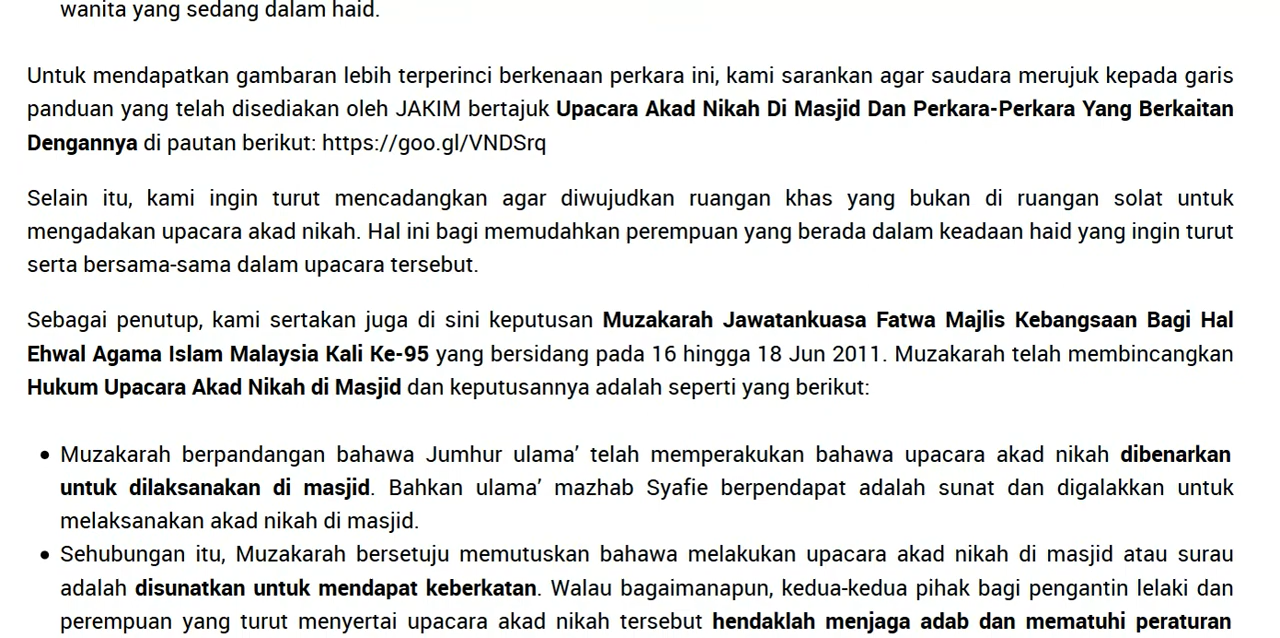 wanita yang sedang dalam haid.
Untuk mendapatkan gambaran lebih terperinci berkenaan perkara ini, kami sarankan agar saudara merujuk kepada garis
panduan yang telah disediakan oleh JAKIM bertajuk Upacara Akad Nikah Di Masjid Dan Perkara-Perkara Yang Berkaitan
Dengannya di pautan berikut: https://goo.gl/VNDSrq
Selain itu, kami ingin turut mencadangkan agar diwujudkan ruangan khas yang bukan di ruangan solat untuk
mengadakan upacara akad nikah. Hal ini bagi memudahkan perempuan yang berada dalam keadaan haid yang ingin turut
serta bersama-sama dalam upacara tersebut.
Sebagai penutup, kami sertakan juga di sini keputusan Muzakarah Jawatankuasa Fatwa Majlis Kebangsaan Bagi Hal
Ehwal Agama Islam Malaysia Kali Ke-95 yang bersidang pada 16 hingga 18 Jun 2011. Muzakarah telah membincangkan
Hukum Upacara Akad Nikah di Masjid dan keputusannya adalah seperti yang berikut:
• Muzakarah berpandangan bahawa Jumhur ulama’ telah memperakukan bahawa upacara akad nikah dibenarkan
untuk dilaksanakan di masjid. Bahkan ulama’ mazhab Syafie berpendapat adalah sunat dan digalakkan untuk
melaksanakan akad nikah di masjid.
• Sehubungan itu, Muzakarah bersetuju memutuskan bahawa melakukan upacara akad nikah di masjid atau surau
adalah disunatkan untuk mendapat keberkatan. Walau bagaimanapun, kedua-kedua pihak bagi pengantin lelaki dan
perempuan yang turut menyertai upacara akad nikah tersebut hendaklah menjaga adab dan mematuhi peraturan